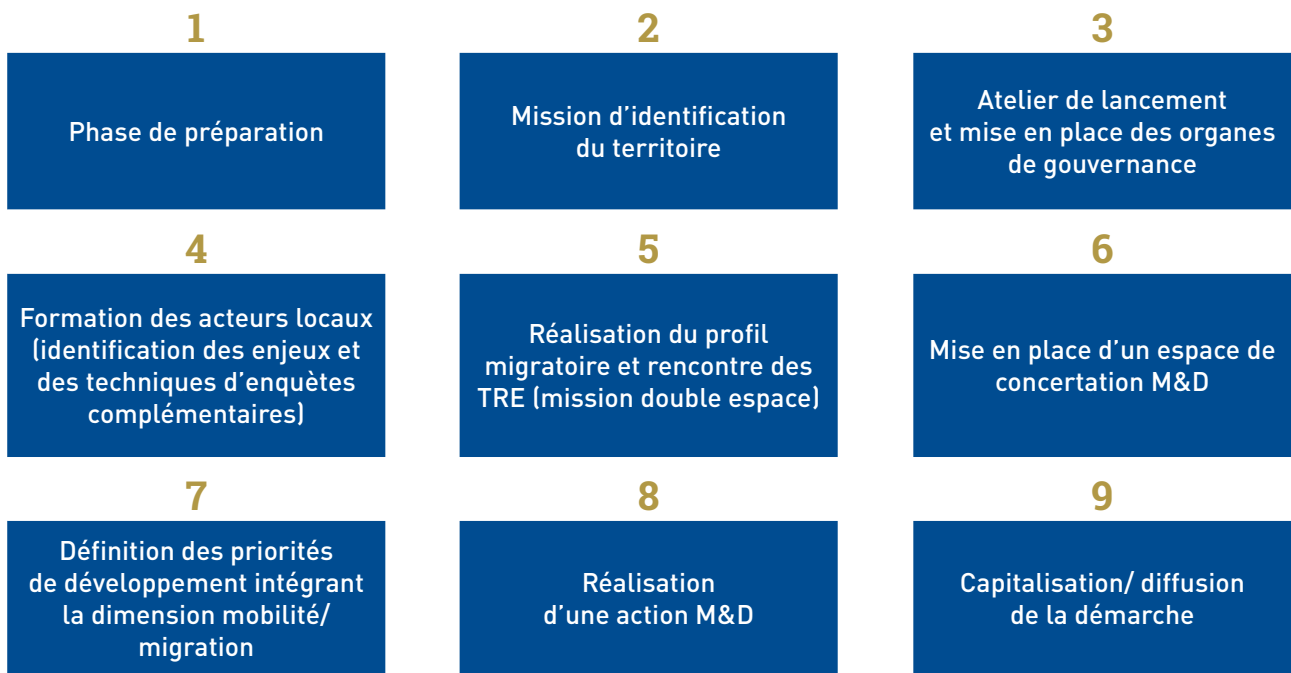 1
Phase de préparation
2
Mission d’identification
du territoire
3
Atelier de lancement
et mise en place des organes
de gouvernance
4
Formation des acteurs locaux
(identification des enjeux et
des techniques d’enquètes
complémentaires)
5
Réalisation du profil
migratoire et rencontre des
TRE (mission double espace)
6
Mise en place d’un espace de
concertation M&D
7
Définition des priorités
de développement intégrant
la dimension mobilité/
migration
8
Réalisation
d’une action M&D
9
Capitalisation/ diffusion
de la démarche